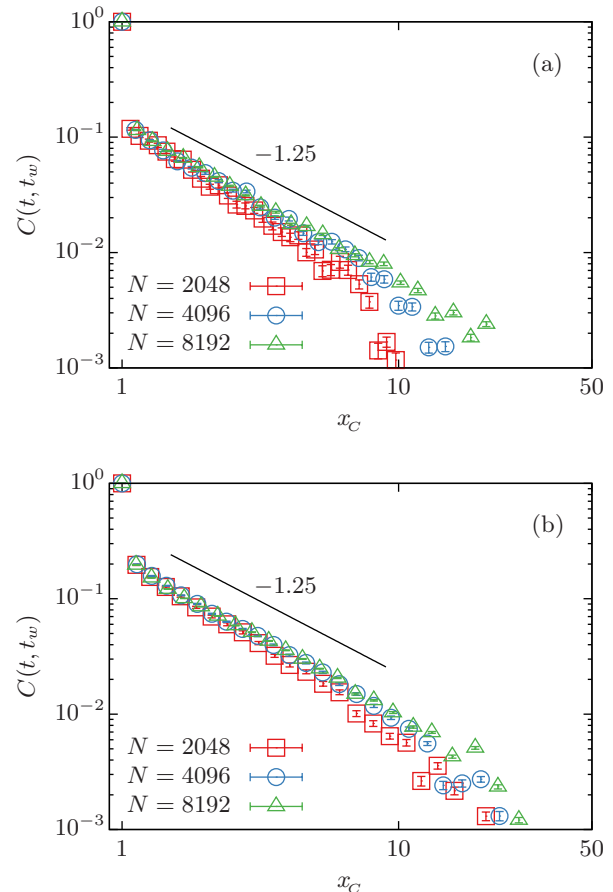 10^0
10^{-1}
10^{-2}
10^{-3}
C(t, t_w)
(a)
−1.25
N = 2048
N = 4096
N = 8192
1
10
50
x_C
10^0
10^{-1}
10^{-2}
10^{-3}
C(t, t_w)
(b)
−1.25
N = 2048
N = 4096
N = 8192
1
10
50
x_C